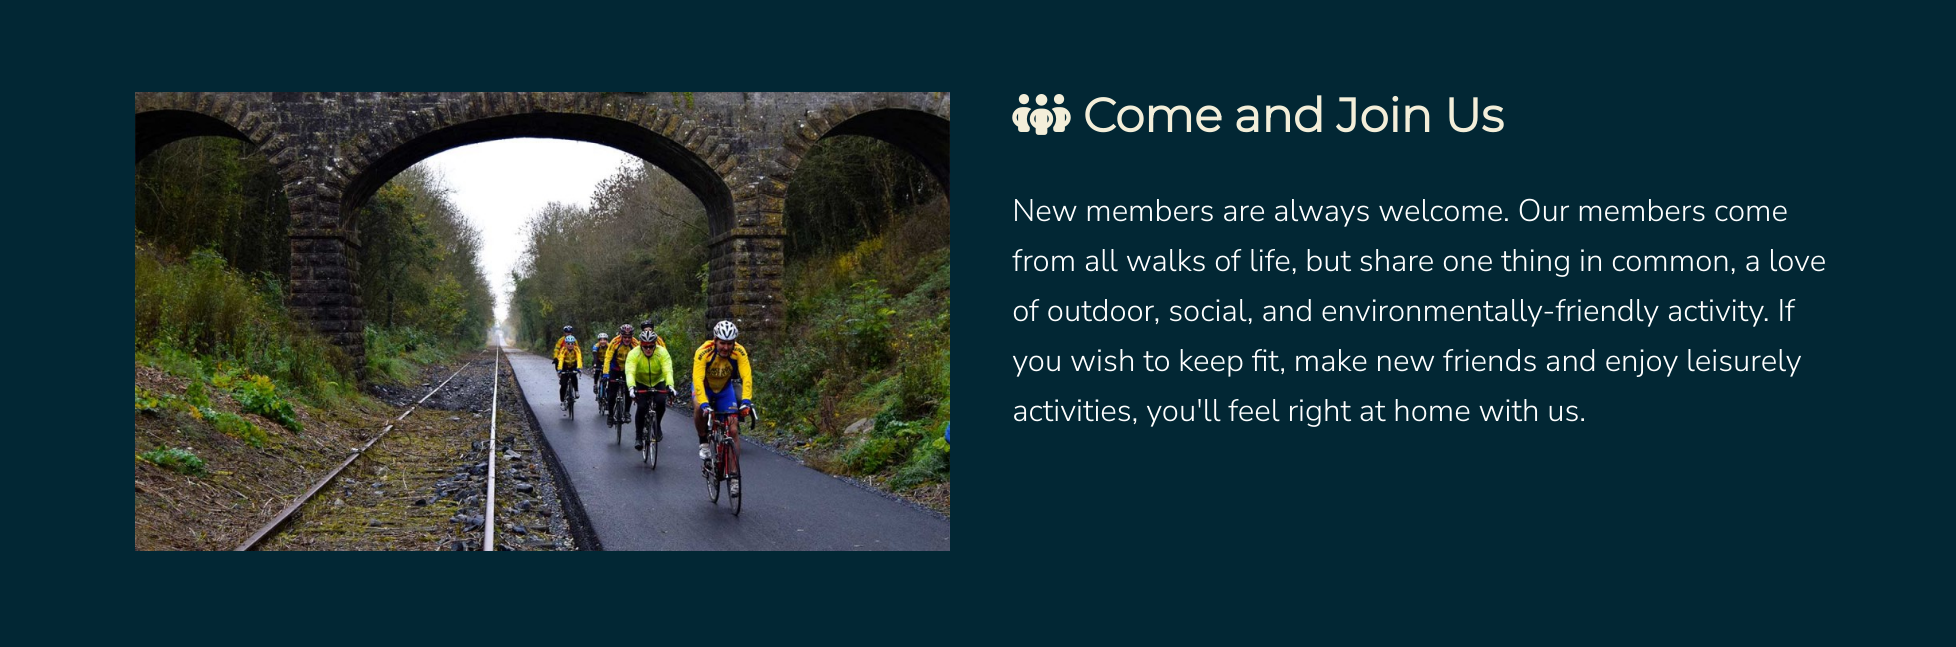 Come and Join Us
New members are always welcome. Our members come
from all walks of life, but share one thing in common, a love
of outdoor, social, and environmentally-friendly activity. If
you wish to keep fit, make new friends and enjoy leisurely
activities, you'll feel right at home with us.